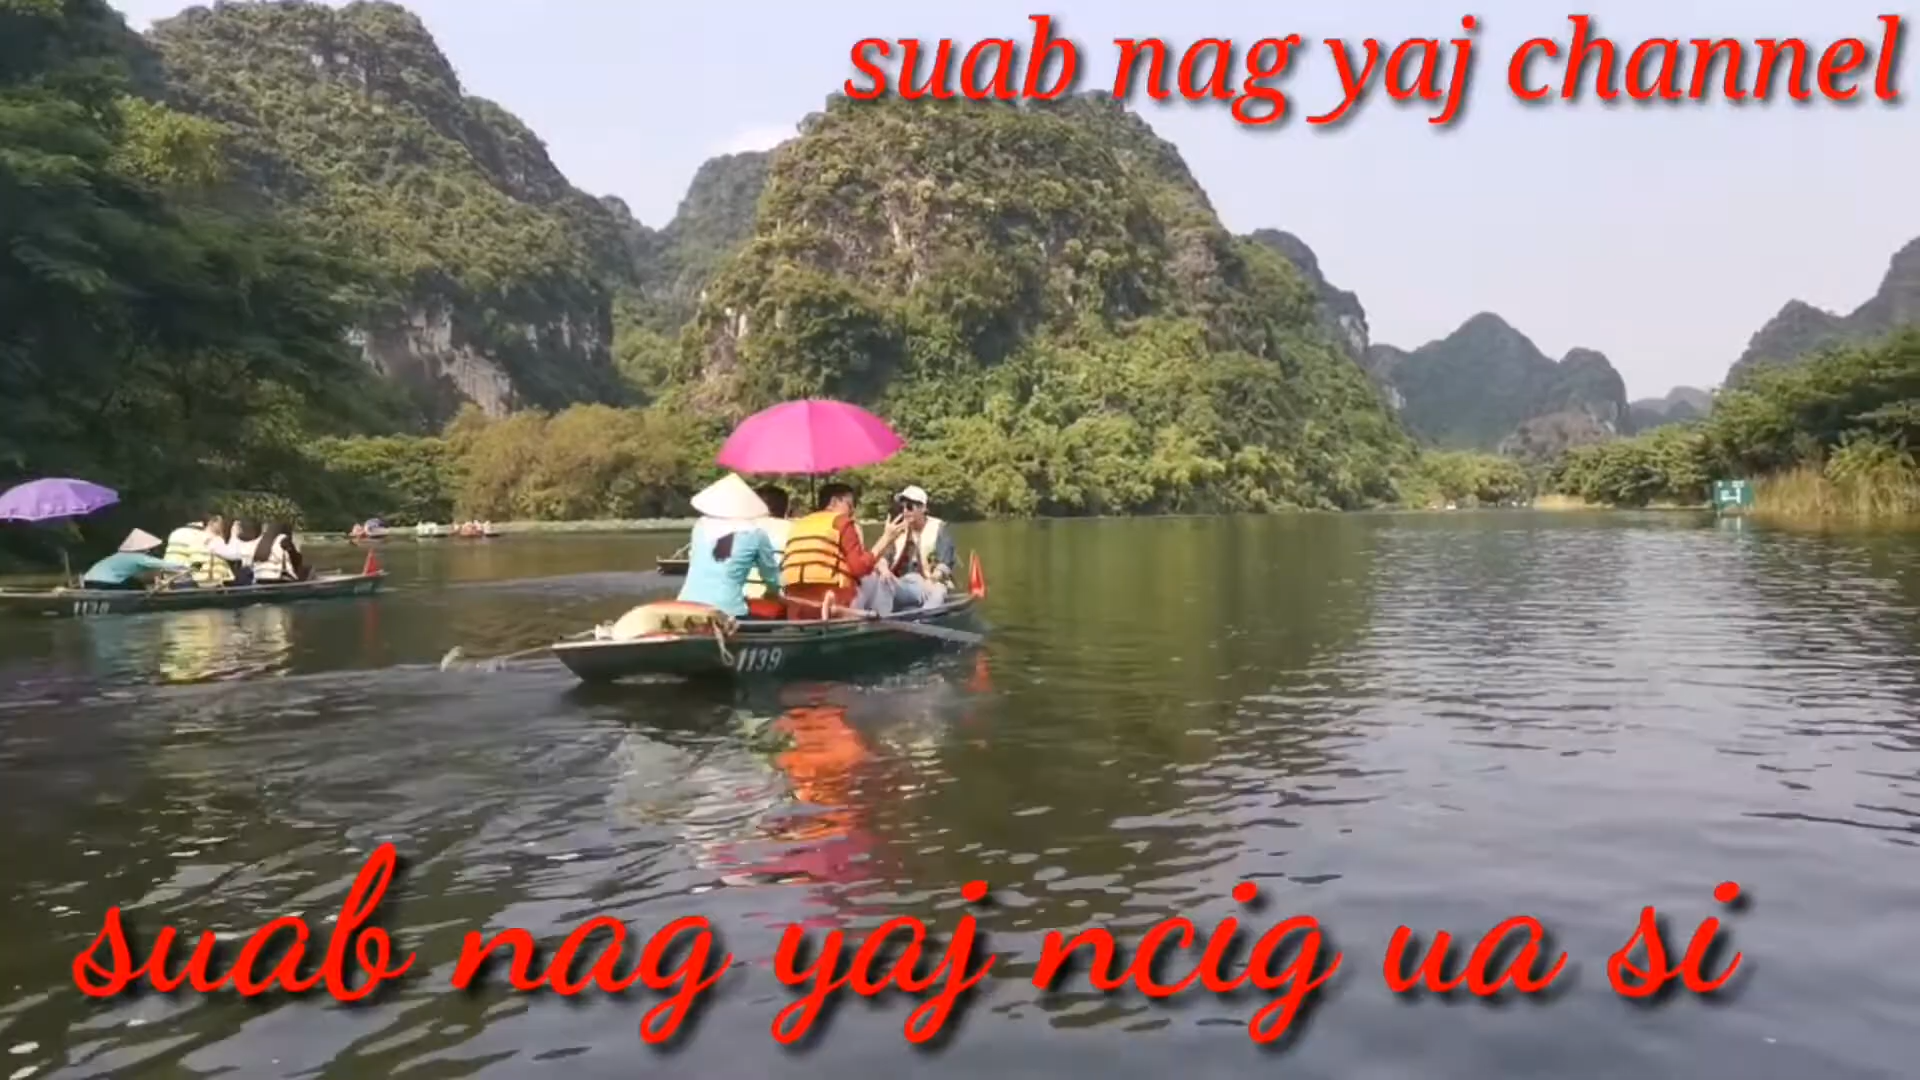 suab nag yaj channel
1139
suab nag yaj ncig ua si